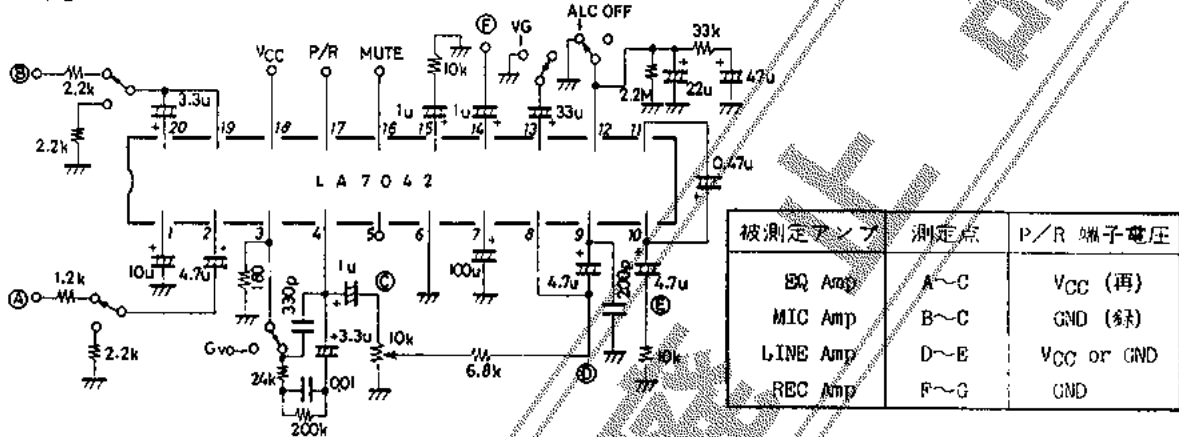 ALC OFF
Ⓕ
VG
VCC
P/R
MUTE
33k
Ⓑ
2.2k
3.3u
10k
1u
1u
33u
2.2M
22u
47u
20
19
18
17
16
15
14
13
12
11
2.2k
0.47u
LA7042
1
2
3
4
5
6
7
8
9
10
10u
4.7u
180
330p
1u
Ⓒ
100u
4.7u
200p
4.7u
Ⓔ
Ⓐ
1.2k
2.2k
GVO
3.3u
10k
6.8k
Ⓓ
10k
24k
0.01
200k
被測定アンプ 測定点 P/R 端子電圧
EQ Amp A~C VCC (再)
MIC Amp B~C GND (録)
LINE Amp D~E VCC or GND
REC Amp F~G GND